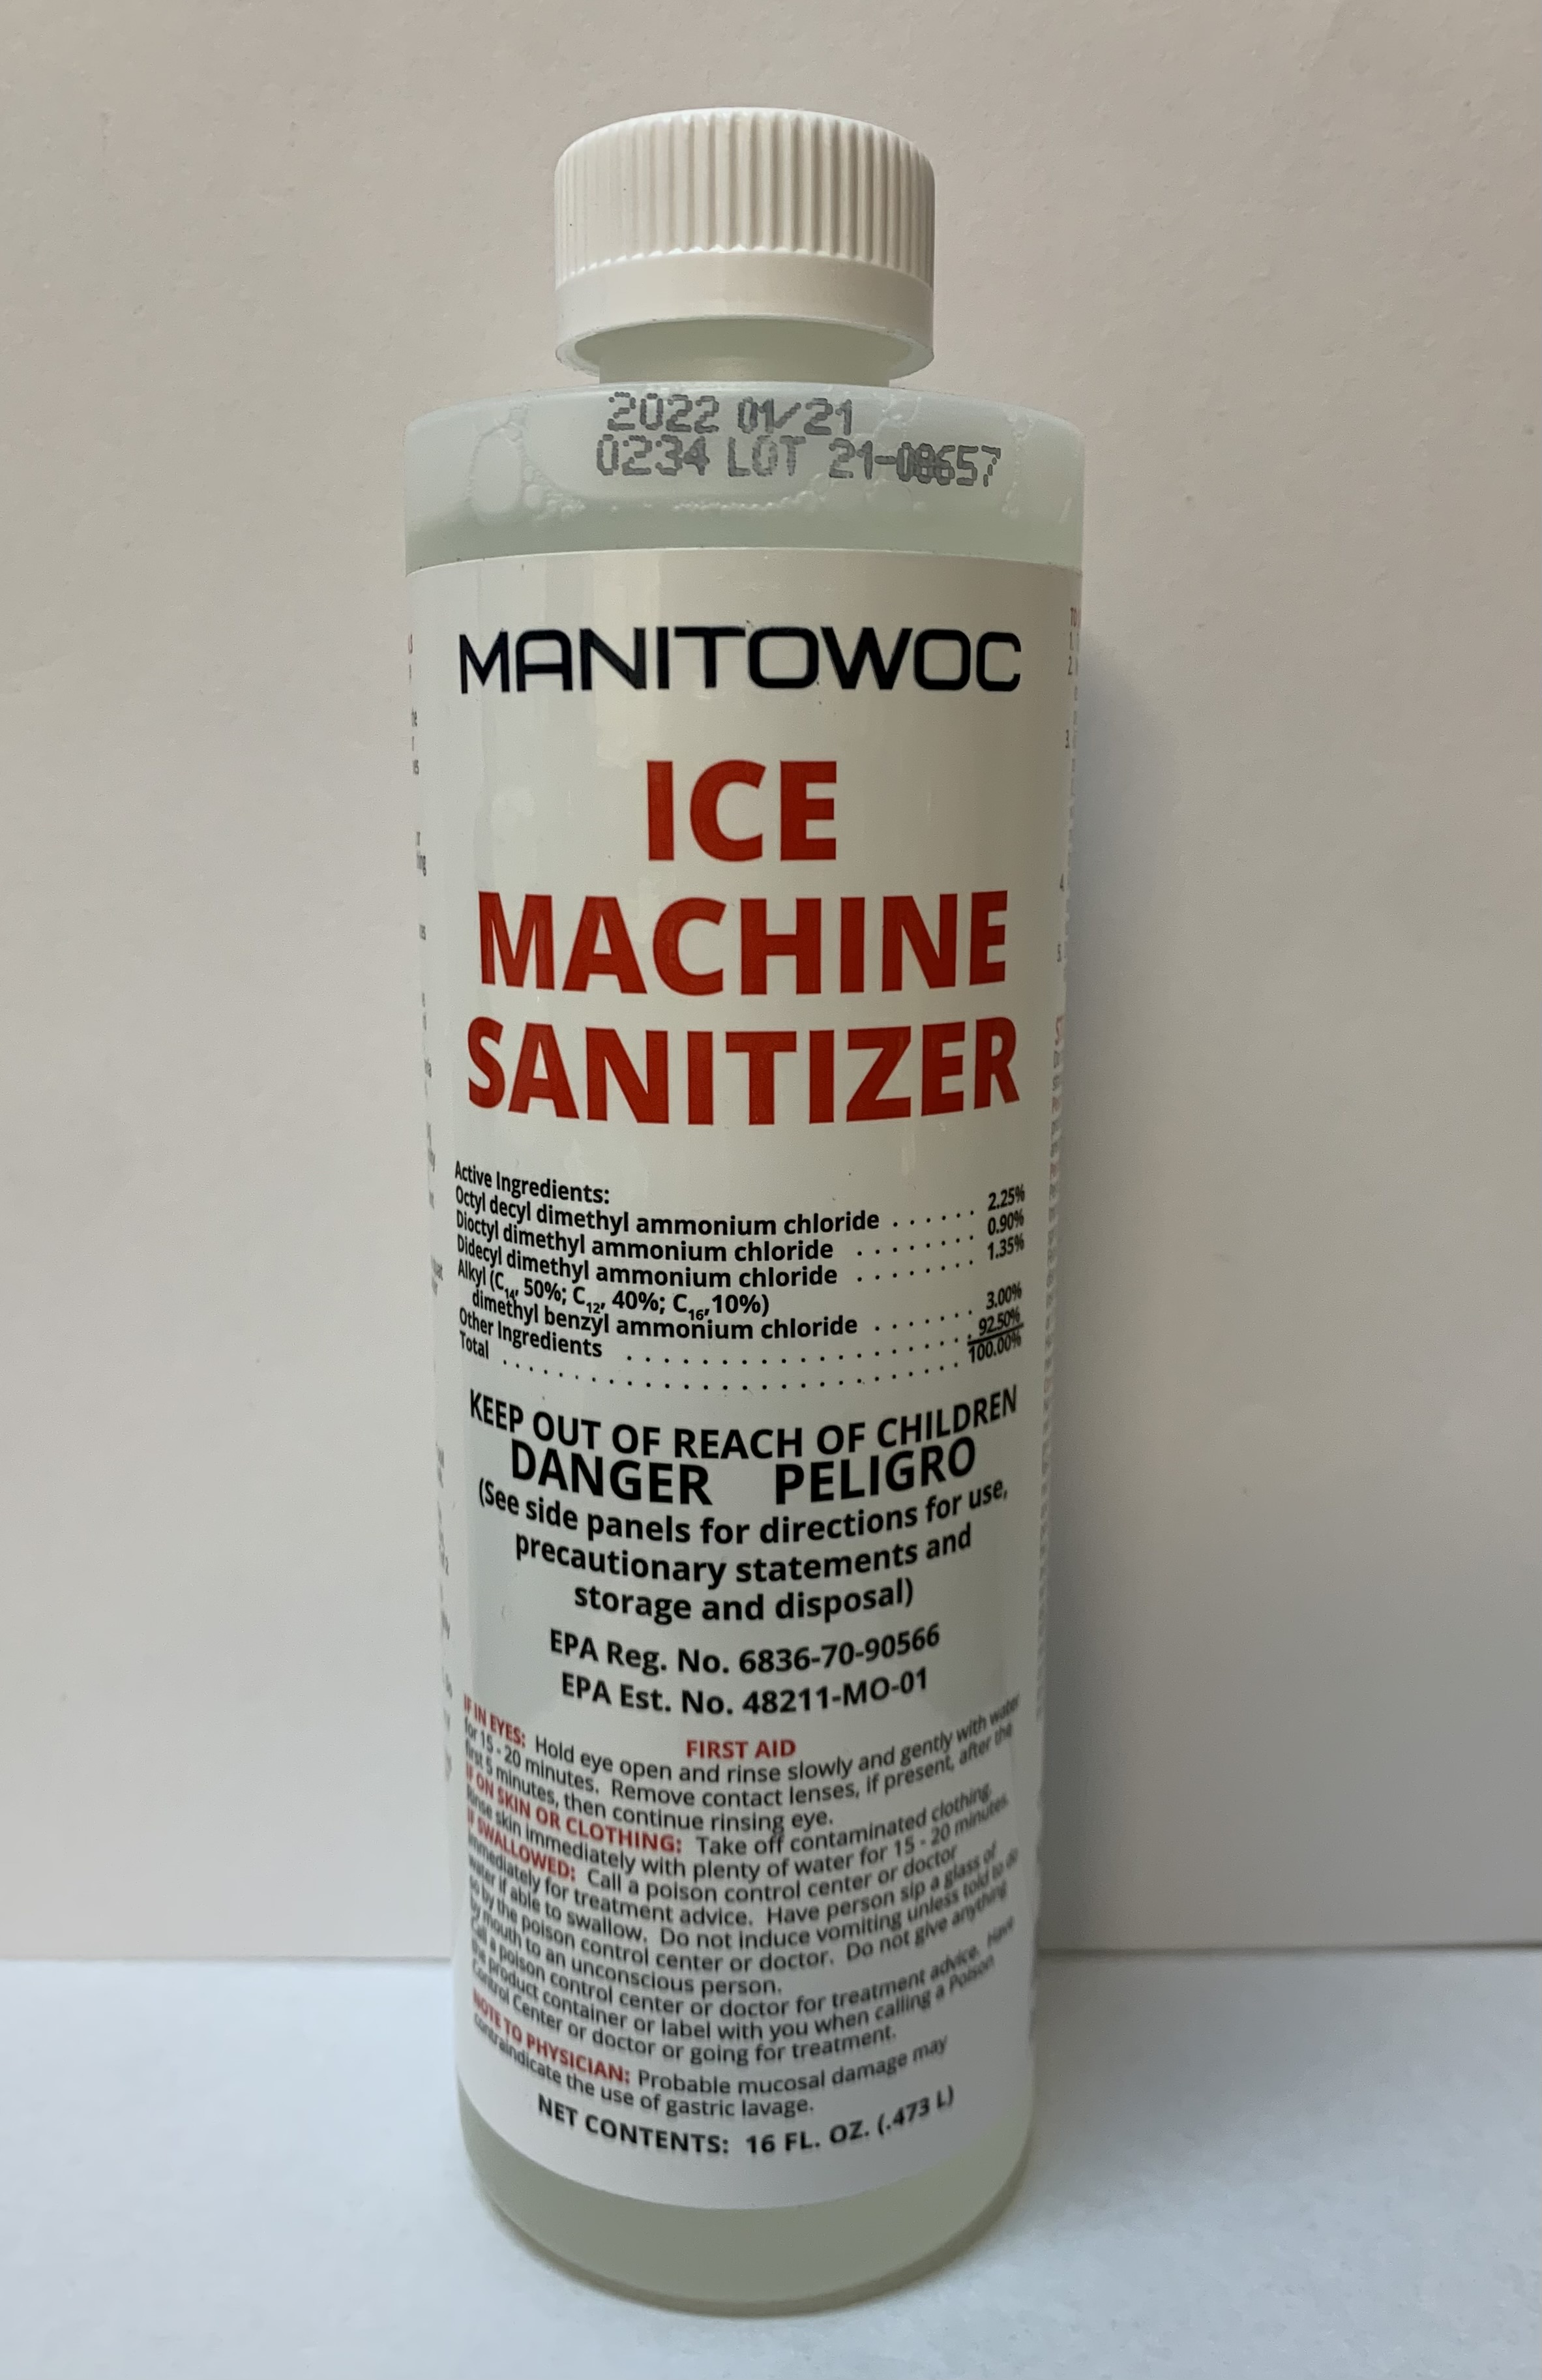 2022 01/21
0234 LOT 21-08657
MANITOWOC
ICE
MACHINE
SANITIZER
Active Ingredients:
Octyl decyl dimethyl ammonium chloride . . . . . . 2.25%
Dioctyl dimethyl ammonium chloride . . . . . . . 0.90%
Didecyl dimethyl ammonium chloride . . . . . . . 1.35%
Alkyl (C14, 50%; C12, 40%; C16, 10%)
dimethyl benzyl ammonium chloride . . . . . . 3.00%
Other Ingredients . . . . . . . . . . . . . . . . . . 92.50%
Total . . . . . . . . . . . . . . . . . . . . . . . . 100.00%
KEEP OUT OF REACH OF CHILDREN
DANGER PELIGRO
(See side panels for directions for use,
precautionary statements and
storage and disposal)
EPA Reg. No. 6836-70-90566
EPA Est. No. 48211-MO-01
FIRST AID
IF IN EYES: Hold eye open and rinse slowly and gently with water
for 15 - 20 minutes. Remove contact lenses, if present, after the
first 5 minutes, then continue rinsing eye.
IF ON SKIN OR CLOTHING: Take off contaminated clothing.
Rinse skin immediately with plenty of water for 15 - 20 minutes.
IF SWALLOWED: Call a poison control center or doctor
immediately for treatment advice. Have person sip a glass of
water if able to swallow. Do not induce vomiting unless told to do
so by the poison control center or doctor. Do not give anything
by mouth to an unconscious person.
Call a poison control center or doctor for treatment advice. Have
the product container or label with you when calling a Poison
Control Center or doctor or going for treatment.
NOTE TO PHYSICIAN: Probable mucosal damage may
contraindicate the use of gastric lavage.
NET CONTENTS: 16 FL. OZ. (.473 L)